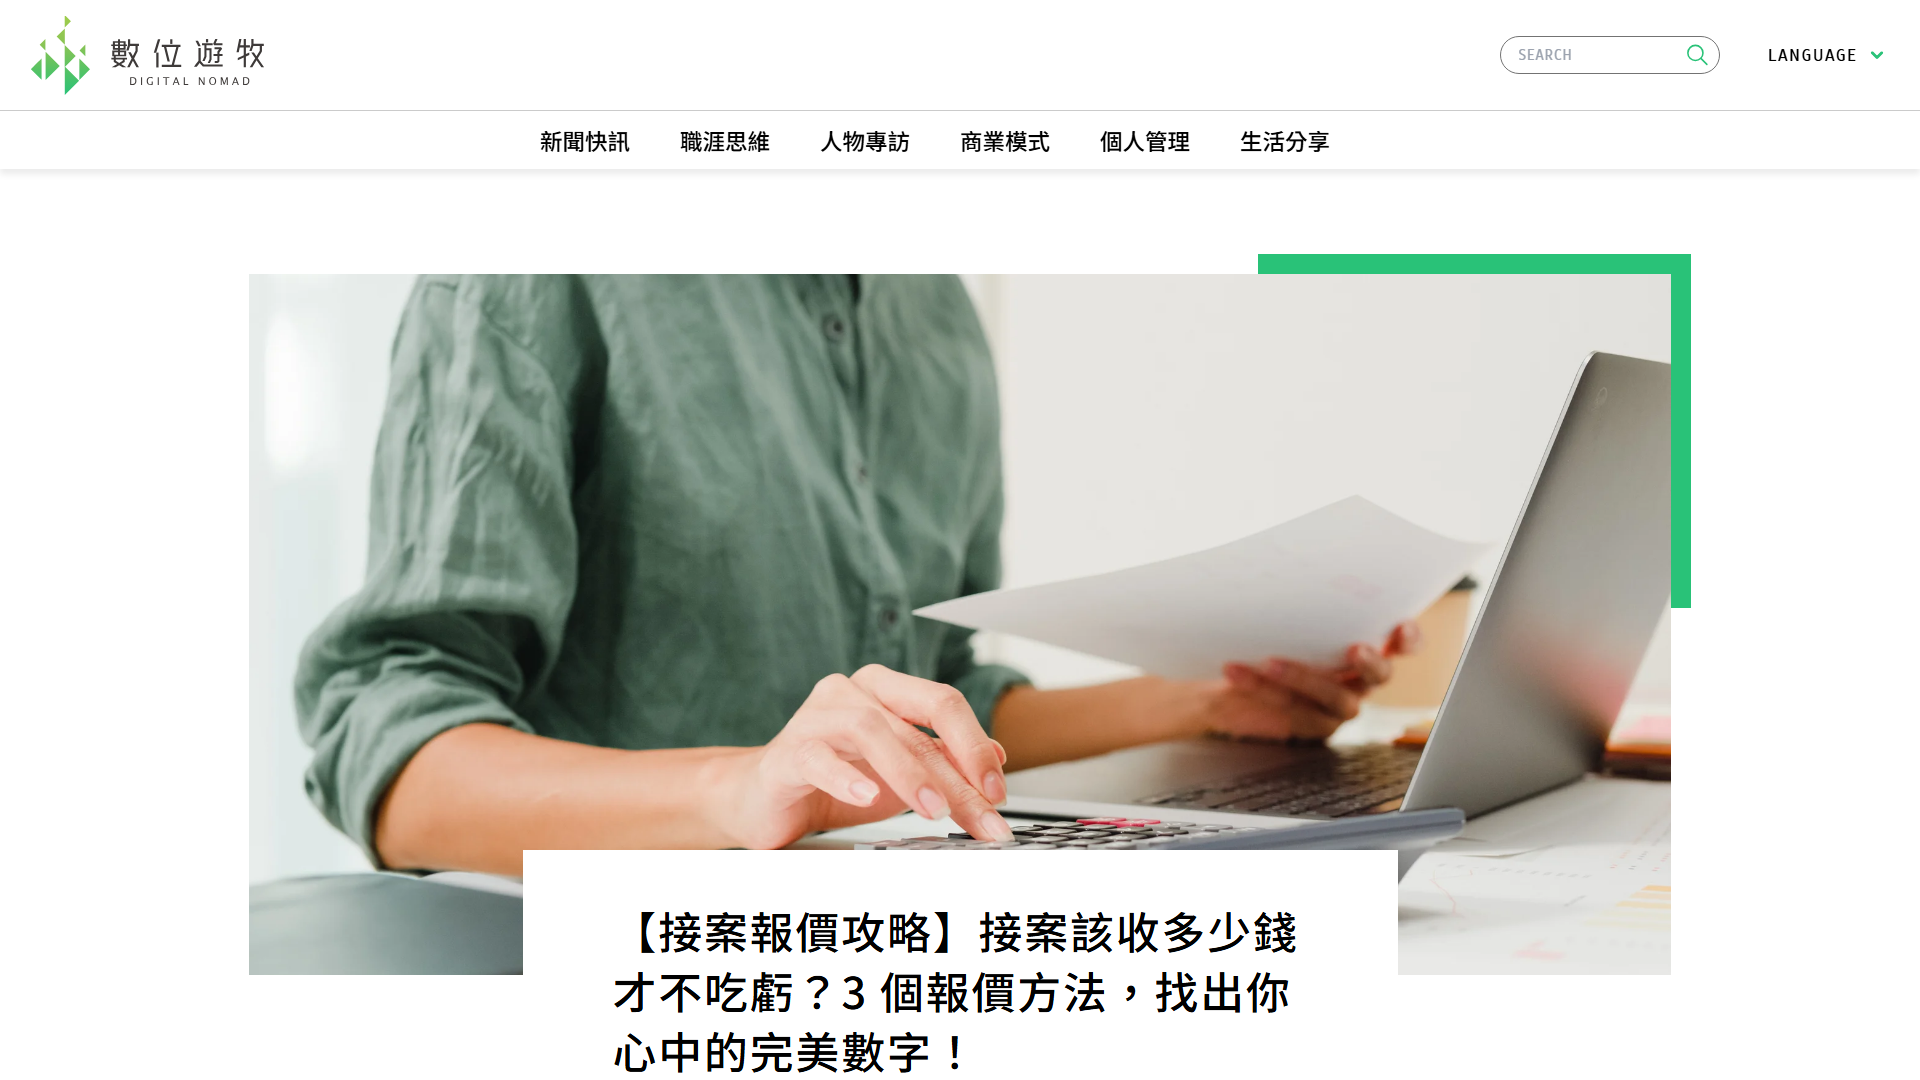 數位遊牧
DIGITAL NOMAD
SEARCH
LANGUAGE
新聞快訊 職涯思維 人物專訪 商業模式 個人管理 生活分享
【接案報價攻略】接案該收多少錢
才不吃虧？3 個報價方法，找出你
心中的完美數字！